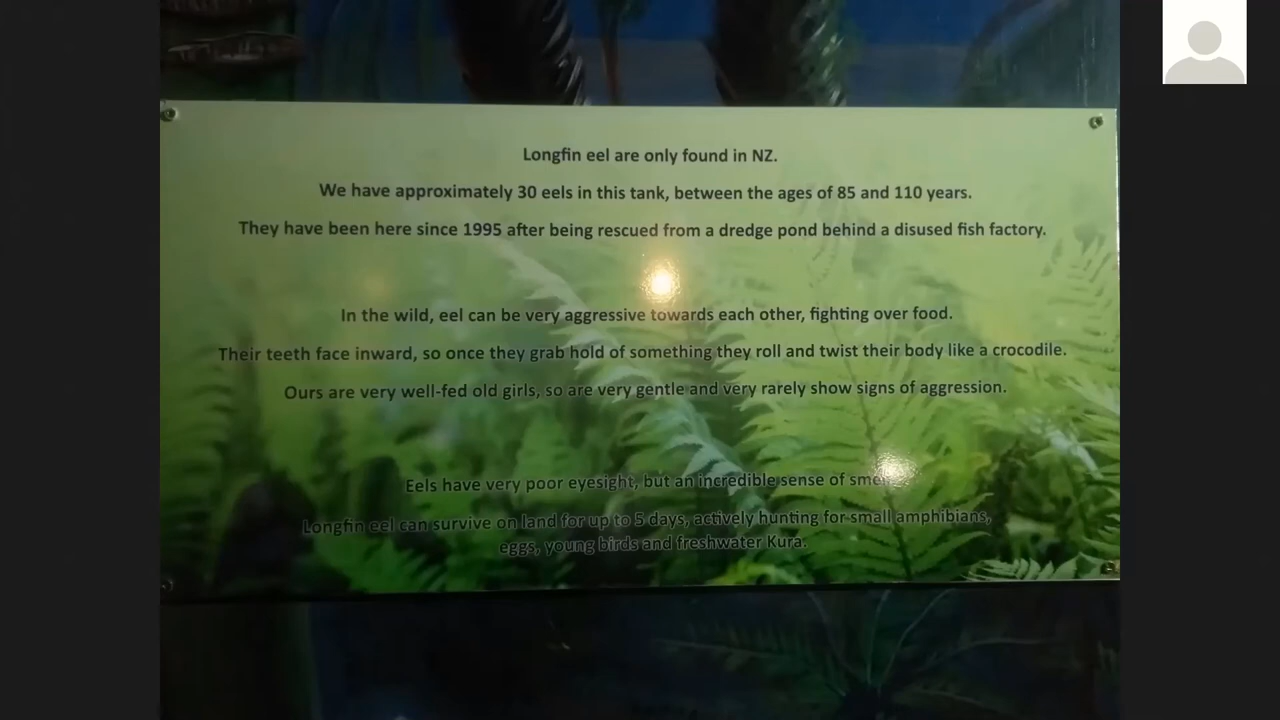 Longfin eel are only found in NZ.
We have approximately 30 eels in this tank, between the ages of 85 and 110 years.
They have been here since 1995 after being rescued from a dredge pond behind a disused fish factory.
In the wild, eel can be very aggressive towards each other, fighting over food.
Their teeth face inward, so once they grab hold of something they roll and twist their body like a crocodile.
Ours are very well-fed old girls, so are very gentle and very rarely show signs of aggression.
Eels have very poor eyesight, but an incredible sense of smell.
Longfin eel can survive on land for up to 5 days, actively hunting for small amphibians,
eggs, young birds and freshwater Kura.